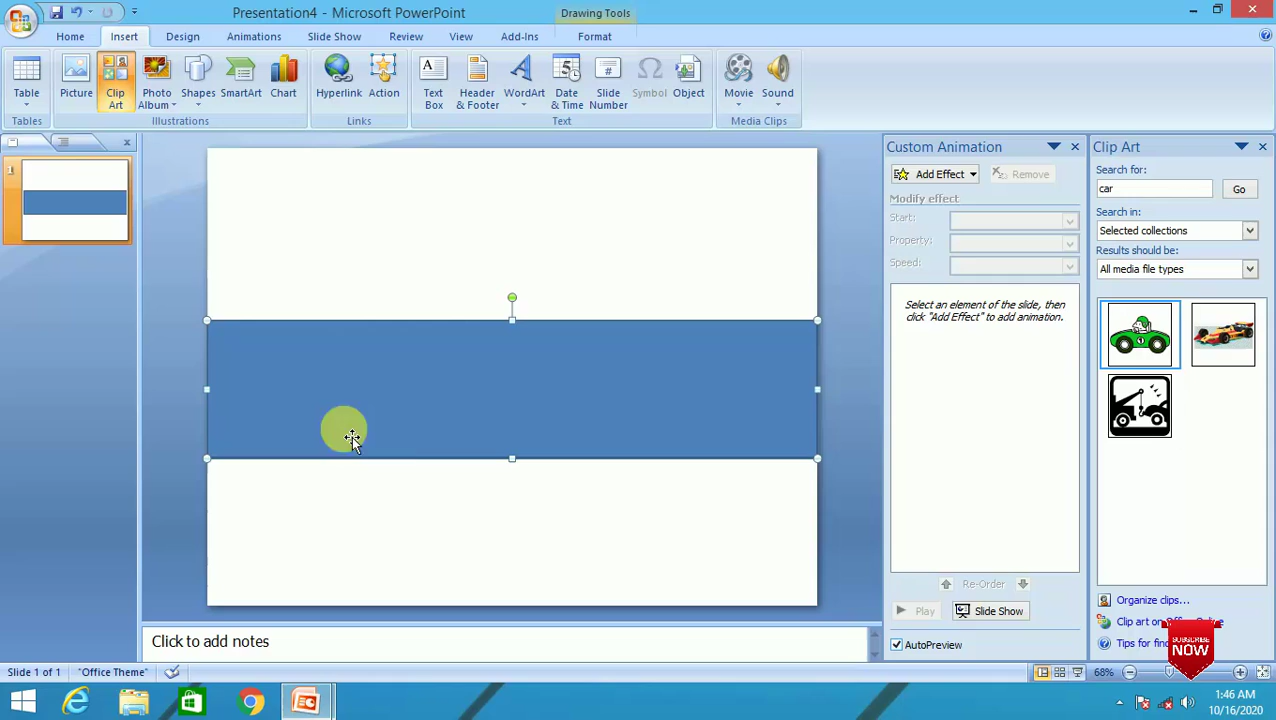 Presentation4 - Microsoft PowerPoint
Drawing Tools
Home Insert Design Animations Slide Show Review View Add-Ins Format
Table Picture Clip Art Photo Album Shapes SmartArt Chart Hyperlink Action Text Box Header & Footer WordArt Date & Time Slide Number Symbol Object Movie Sound
Tables Illustrations Links Text Media Clips
1
Custom Animation
Add Effect Remove
Modify effect
Start:
Property:
Speed:
Select an element of the slide, then
click "Add Effect" to add animation.
Re-Order
Play Slide Show
AutoPreview
Clip Art
Search for:
car Go
Search in:
Selected collections
Results should be:
All media file types
1
Organize clips...
Clip art on Office Online
Tips for
SUBSCRIBE
NOW
Click to add notes
Slide 1 of 1 "Office Theme" 68%
1:46 AM
10/16/2020